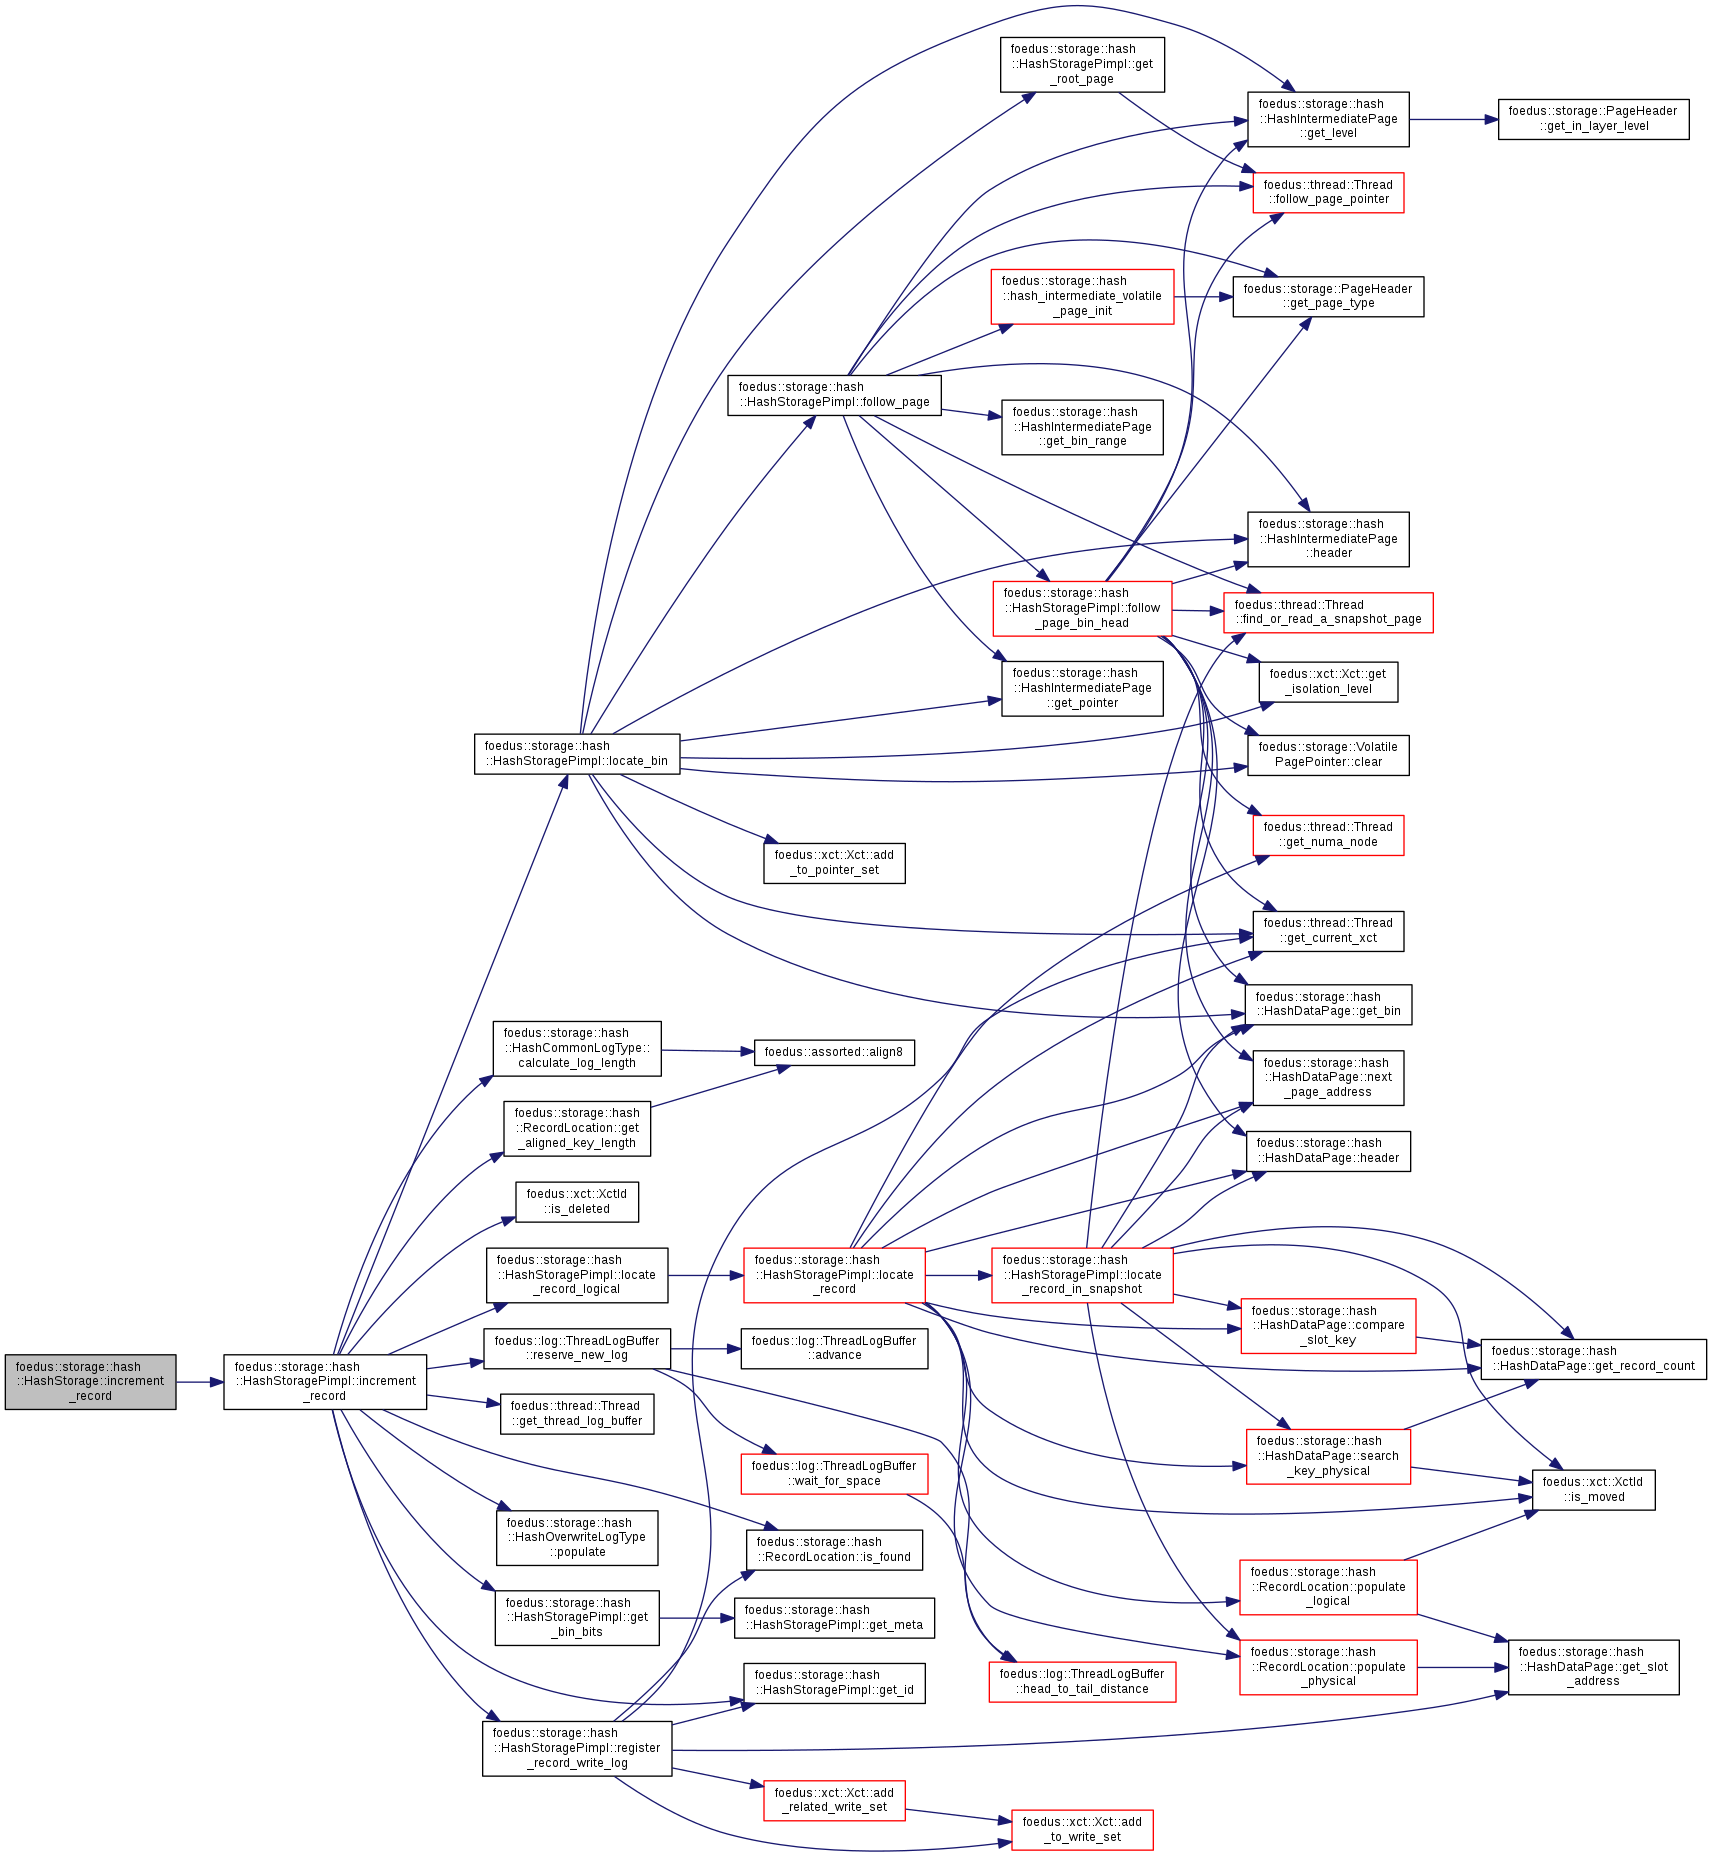 foedus::storage::hash
::HashStorage::increment
_record
foedus::storage::hash
::HashStoragePimpl::increment
_record
foedus::storage::hash
::HashStoragePimpl::locate_bin
foedus::storage::hash
::HashCommonLogType::
calculate_log_length
foedus::storage::hash
::RecordLocation::get
_aligned_key_length
foedus::xct::XctId
::is_deleted
foedus::storage::hash
::HashStoragePimpl::locate
_record_logical
foedus::log::ThreadLogBuffer
::reserve_new_log
foedus::thread::Thread
::get_thread_log_buffer
foedus::storage::hash
::HashOverwriteLogType
::populate
foedus::storage::hash
::HashStoragePimpl::get
_bin_bits
foedus::storage::hash
::HashStoragePimpl::register
_record_write_log
foedus::storage::hash
::HashStoragePimpl::follow_page
foedus::xct::Xct::add
_to_pointer_set
foedus::assorted::align8
foedus::storage::hash
::HashStoragePimpl::locate
_record
foedus::log::ThreadLogBuffer
::advance
foedus::log::ThreadLogBuffer
::wait_for_space
foedus::storage::hash
::RecordLocation::is_found
foedus::storage::hash
::HashStoragePimpl::get_meta
foedus::storage::hash
::HashStoragePimpl::get_id
foedus::xct::Xct::add
_related_write_set
foedus::storage::hash
::HashStoragePimpl::get
_root_page
foedus::storage::hash
::hash_intermediate_volatile
_page_init
foedus::storage::hash
::HashIntermediatePage
::get_bin_range
foedus::storage::hash
::HashStoragePimpl::follow
_page_bin_head
foedus::storage::hash
::HashIntermediatePage
::get_pointer
foedus::storage::hash
::HashStoragePimpl::locate
_record_in_snapshot
foedus::log::ThreadLogBuffer
::head_to_tail_distance
foedus::xct::Xct::add
_to_write_set
foedus::storage::hash
::HashIntermediatePage
::get_level
foedus::thread::Thread
::follow_page_pointer
foedus::storage::PageHeader
::get_page_type
foedus::storage::hash
::HashIntermediatePage
::header
foedus::thread::Thread
::find_or_read_a_snapshot_page
foedus::xct::Xct::get
_isolation_level
foedus::storage::Volatile
PagePointer::clear
foedus::thread::Thread
::get_numa_node
foedus::thread::Thread
::get_current_xct
foedus::storage::hash
::HashDataPage::get_bin
foedus::storage::hash
::HashDataPage::next
_page_address
foedus::storage::hash
::HashDataPage::header
foedus::storage::hash
::HashDataPage::compare
_slot_key
foedus::storage::hash
::HashDataPage::search
_key_physical
foedus::storage::hash
::RecordLocation::populate
_logical
foedus::storage::hash
::RecordLocation::populate
_physical
foedus::storage::PageHeader
::get_in_layer_level
foedus::storage::hash
::HashDataPage::get_record_count
foedus::xct::XctId
::is_moved
foedus::storage::hash
::HashDataPage::get_slot
_address